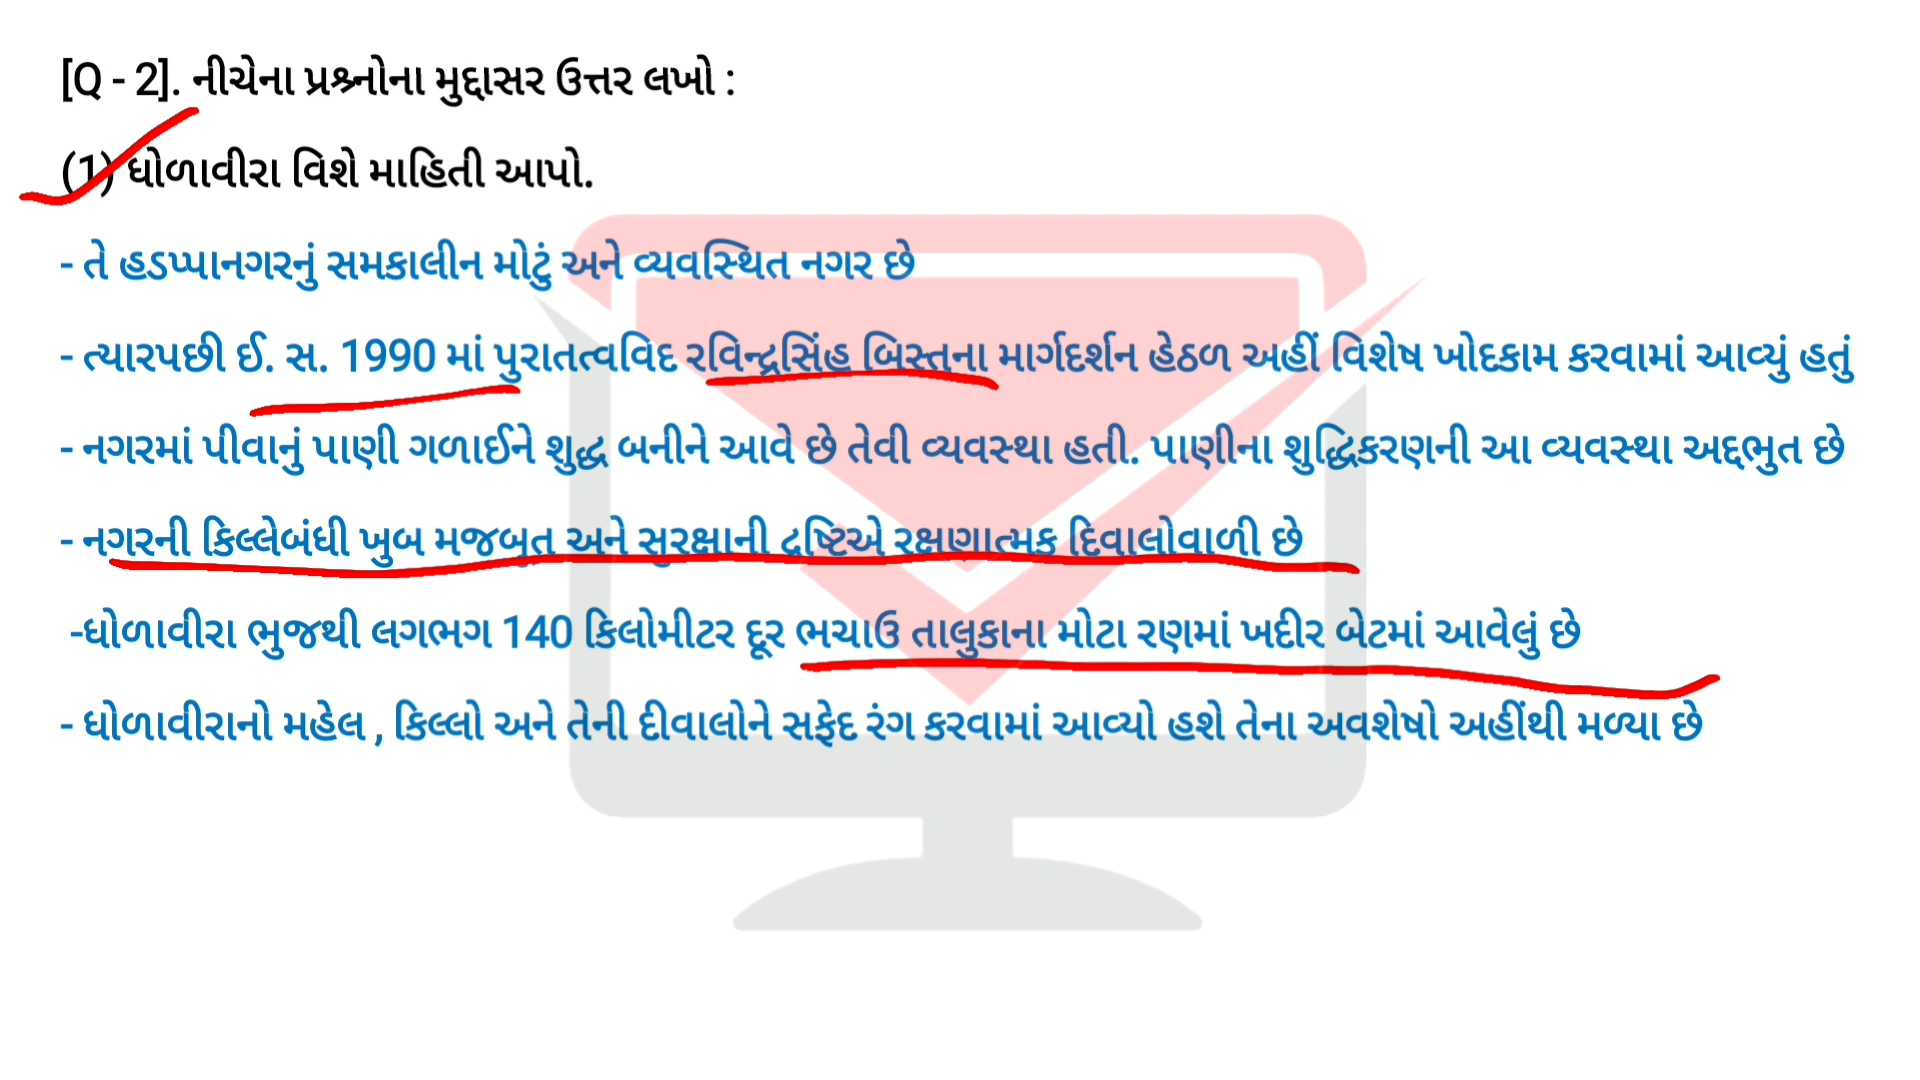 [Q - 2]. નીચેના પ્રશ્ર્નોના મુદ્દાસર ઉત્તર લખો :
(1) ધોળાવીરા વિશે માહિતી આપો.
- તે હડપ્પાનગરનું સમકાલીન મોટું અને વ્યવસ્થિત નગર છે
- ત્યારપછી ઈ. સ. 1990 માં પુરાતત્વવિદ રવિન્દ્રસિંહ બિસ્તના માર્ગદર્શન હેઠળ અહીં વિશેષ ખોદકામ કરવામાં આવ્યું હતું
- નગરમાં પીવાનું પાણી ગળાઈને શુદ્ધ બનીને આવે છે તેવી વ્યવસ્થા હતી. પાણીના શુદ્ધિકરણની આ વ્યવસ્થા અદ્દભુત છે
- નગરની કિલ્લેબંધી ખુબ મજબુત અને સુરક્ષાની દ્રષ્ટિએ રક્ષણાત્મક દિવાલોવાળી છે
-ધોળાવીરા ભુજથી લગભગ 140 કિલોમીટર દૂર ભચાઉ તાલુકાના મોટા રણમાં ખદીર બેટમાં આવેલું છે
- ધોળાવીરાનો મહેલ , કિલ્લો અને તેની દીવાલોને સફેદ રંગ કરવામાં આવ્યો હશે તેના અવશેષો અહીંથી મળ્યા છે